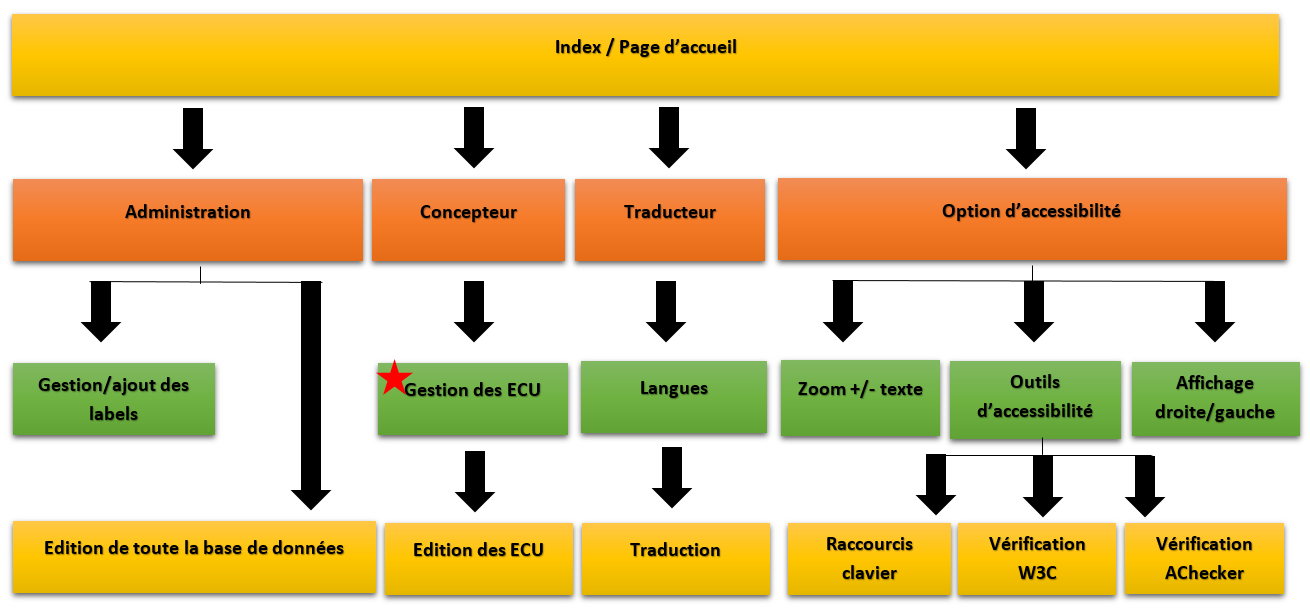 Index / Page d'accueil
Administration
Concepteur
Traducteur
Option d'accessibilité
Gestion/ajout des
labels
Gestion des ECU
Langues
Zoom +/- texte
Outils
d'accessibilité
Affichage
droite/gauche
Edition de toute la base de données
Edition des ECU
Traduction
Raccourcis
clavier
Vérification
W3C
Vérification
AChecker